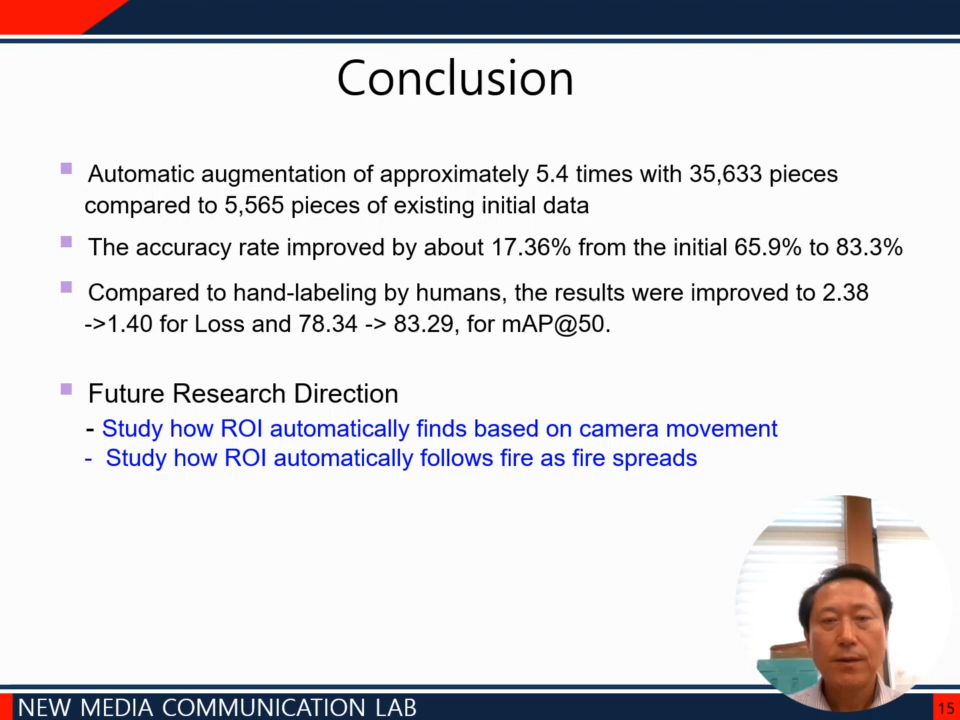 Conclusion
Automatic augmentation of approximately 5.4 times with 35,633 pieces
compared to 5,565 pieces of existing initial data
The accuracy rate improved by about 17.36% from the initial 65.9% to 83.3%
Compared to hand-labeling by humans, the results were improved to 2.38
->1.40 for Loss and 78.34 -> 83.29, for mAP@50.
Future Research Direction
- Study how ROI automatically finds based on camera movement
- Study how ROI automatically follows fire as fire spreads
NEW MEDIA COMMUNICATION LAB
15